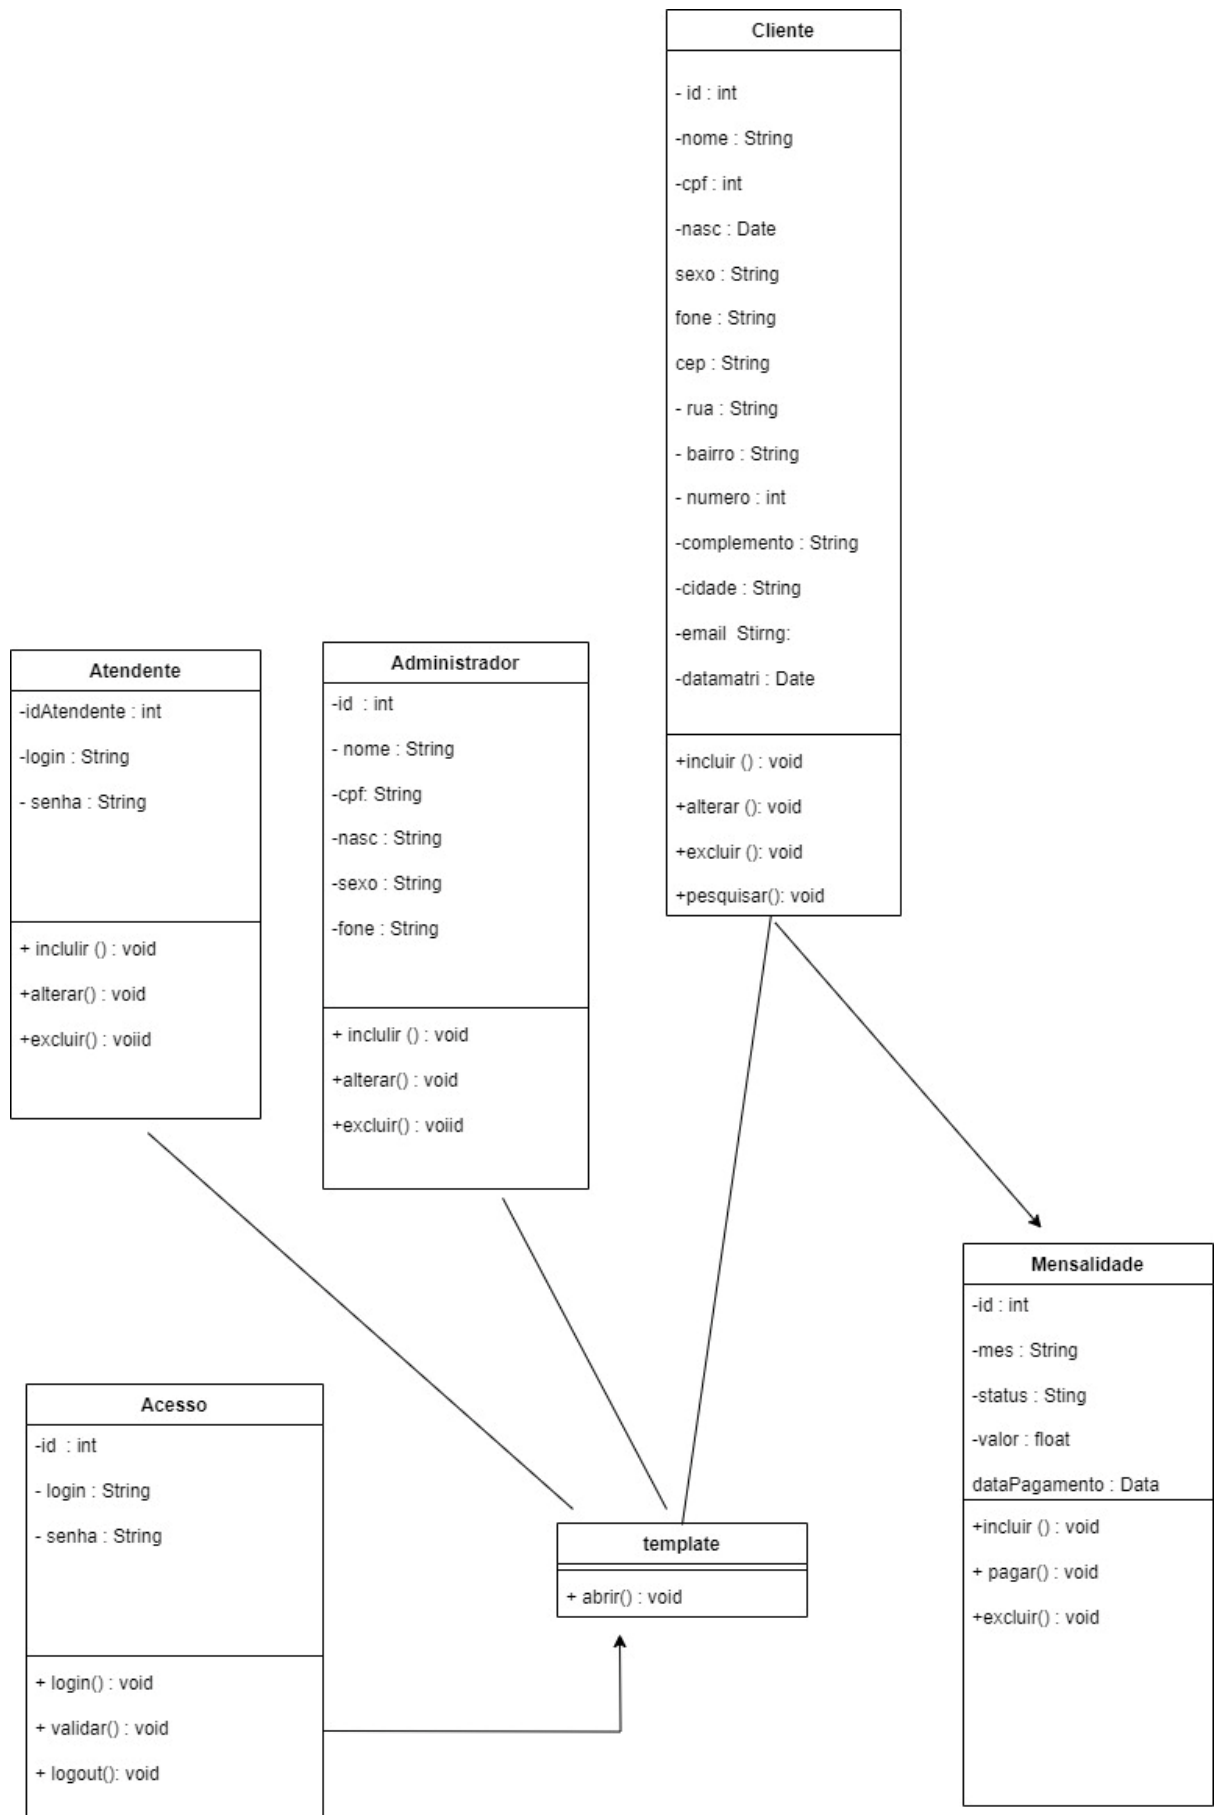 Cliente
- id : int
-nome : String
-cpf : int
-nasc : Date
sexo : String
fone : String
cep : String
- rua : String
- bairro : String
- numero : int
-complemento : String
-cidade : String
-email  Stirng:
-datamatri : Date
+incluir () : void
+alterar (): void
+excluir (): void
+pesquisar(): void
Atendente
-idAtendente : int
-login : String
- senha : String
+ inclulir () : void
+alterar() : void
+excluir() : voiid
Administrador
-id  : int
- nome : String
-cpf: String
-nasc : String
-sexo : String
-fone : String
+ inclulir () : void
+alterar() : void
+excluir() : voiid
Mensalidade
-id : int
-mes : String
-status : Sting
-valor : float
dataPagamento : Data
+incluir () : void
+ pagar() : void
+excluir() : void
Acesso
-id  : int
- login : String
- senha : String
+ login() : void
+ validar() : void
+ logout(): void
template
+ abrir() : void